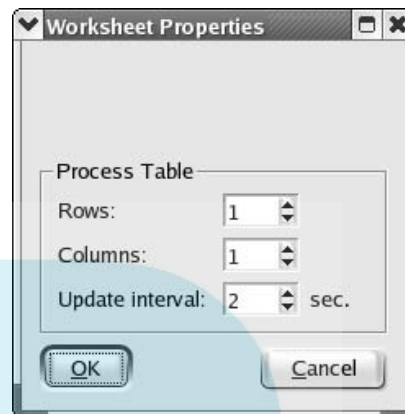 Worksheet Properties
Process Table
Rows: 1
Columns: 1
Update interval: 2 sec.
OK Cancel